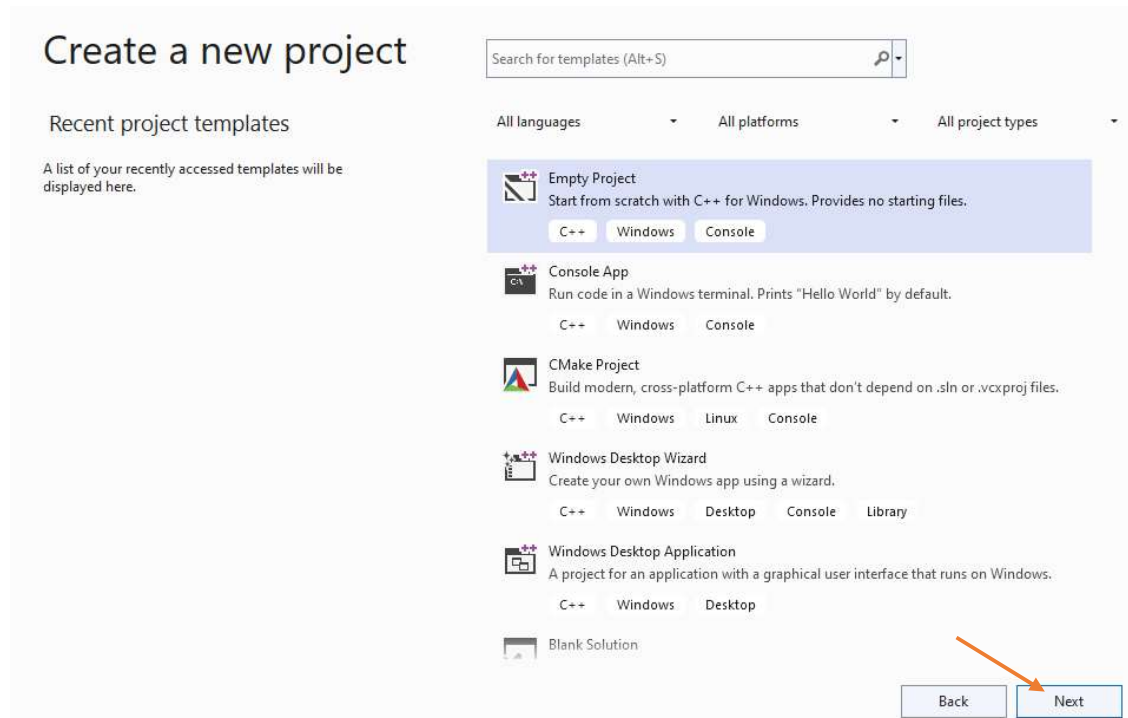 Create a new project
Search for templates (Alt+S)
Recent project templates
All languages
All platforms
All project types
A list of your recently accessed templates will be
displayed here.
Empty Project
Start from scratch with C++ for Windows. Provides no starting files.
C++ Windows Console
Console App
Run code in a Windows terminal. Prints "Hello World" by default.
C++ Windows Console
CMake Project
Build modern, cross-platform C++ apps that don't depend on .sln or .vcxproj files.
C++ Windows Linux Console
Windows Desktop Wizard
Create your own Windows app using a wizard.
C++ Windows Desktop Console Library
Windows Desktop Application
A project for an application with a graphical user interface that runs on Windows.
C++ Windows Desktop
Blank Solution
Back
Next